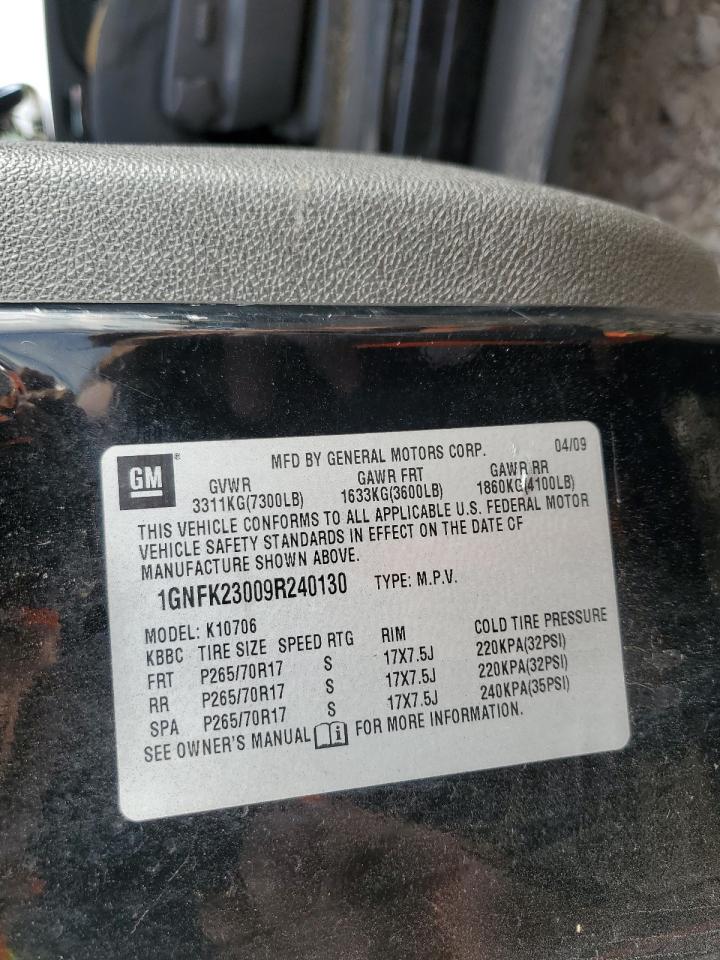 GM®
MFD BY GENERAL MOTORS CORP. 04/09
GVWR GAWR FRT GAWR RR
3311KG(7300LB) 1633KG(3600LB) 1860KG(4100LB)
THIS VEHICLE CONFORMS TO ALL APPLICABLE U.S. FEDERAL MOTOR
VEHICLE SAFETY STANDARDS IN EFFECT ON THE DATE OF
MANUFACTURE SHOWN ABOVE.
1GNFK23009R240130 TYPE: M.P.V.
MODEL: K10706
KBBC TIRE SIZE SPEED RTG RIM COLD TIRE PRESSURE
FRT P265/70R17 S 17X7.5J 220KPA(32PSI)
RR P265/70R17 S 17X7.5J 220KPA(32PSI)
SPA P265/70R17 S 17X7.5J 240KPA(35PSI)
SEE OWNER'S MANUAL i FOR MORE INFORMATION.